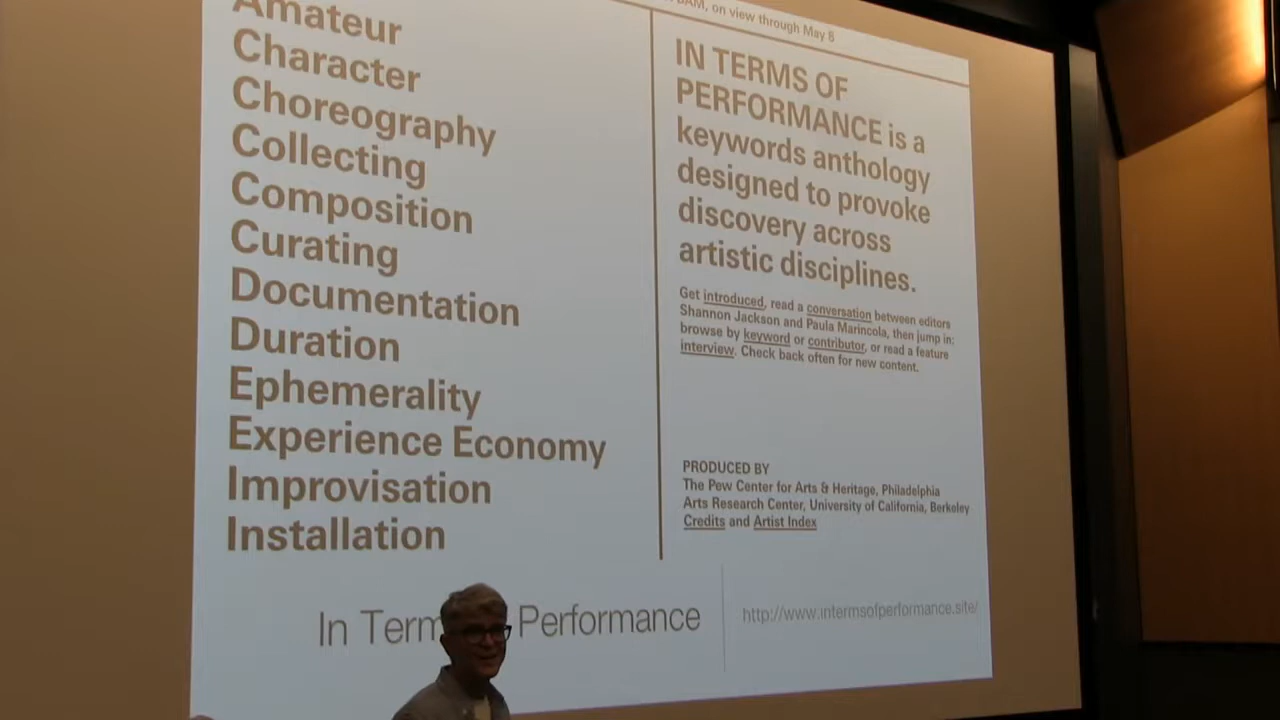 Amateur
Character
Choreography
Collecting
Composition
Curating
Documentation
Duration
Ephemerality
Experience Economy
Improvisation
Installation
on view through May 8
IN TERMS OF
PERFORMANCE is a
keywords anthology
designed to provoke
discovery across
artistic disciplines.
Get introduced, read a conversation between editors
Shannon Jackson and Paula Marincola, then jump in:
browse by keyword or contributor, or read a feature
interview. Check back often for new content.
PRODUCED BY
The Pew Center for Arts & Heritage, Philadelphia
Arts Research Center, University of California, Berkeley
Credits and Artist Index
In Term Performance
http://www.intermsofperformance.site/